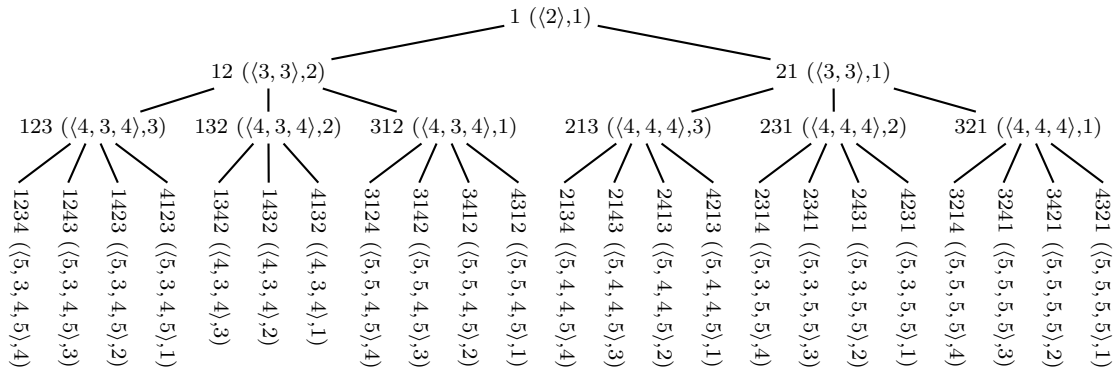 1 (⟨2⟩,1)
12 (⟨3, 3⟩,2)
21 (⟨3, 3⟩,1)
123 (⟨4, 3, 4⟩,3)
132 (⟨4, 3, 4⟩,2)
312 (⟨4, 3, 4⟩,1)
213 (⟨4, 4, 4⟩,3)
231 (⟨4, 4, 4⟩,2)
321 (⟨4, 4, 4⟩,1)
1234 (⟨5, 3, 4, 5⟩,4)
1243 (⟨5, 3, 4, 5⟩,3)
1423 (⟨5, 3, 4, 5⟩,2)
4123 (⟨5, 3, 4, 5⟩,1)
1342 (⟨4, 3, 4⟩,3)
1432 (⟨4, 3, 4⟩,2)
4132 (⟨4, 3, 4⟩,1)
3124 (⟨5, 5, 4, 5⟩,4)
3142 (⟨5, 5, 4, 5⟩,3)
3412 (⟨5, 5, 4, 5⟩,2)
4312 (⟨5, 5, 4, 5⟩,1)
2134 (⟨5, 4, 4, 5⟩,4)
2143 (⟨5, 4, 4, 5⟩,3)
2413 (⟨5, 4, 4, 5⟩,2)
4213 (⟨5, 4, 4, 5⟩,1)
2314 (⟨5, 3, 5, 5⟩,4)
2341 (⟨5, 3, 5, 5⟩,3)
2431 (⟨5, 3, 5, 5⟩,2)
4231 (⟨5, 3, 5, 5⟩,1)
3214 (⟨5, 5, 5, 5⟩,4)
3241 (⟨5, 5, 5, 5⟩,3)
3421 (⟨5, 5, 5, 5⟩,2)
4321 (⟨5, 5, 5, 5⟩,1)